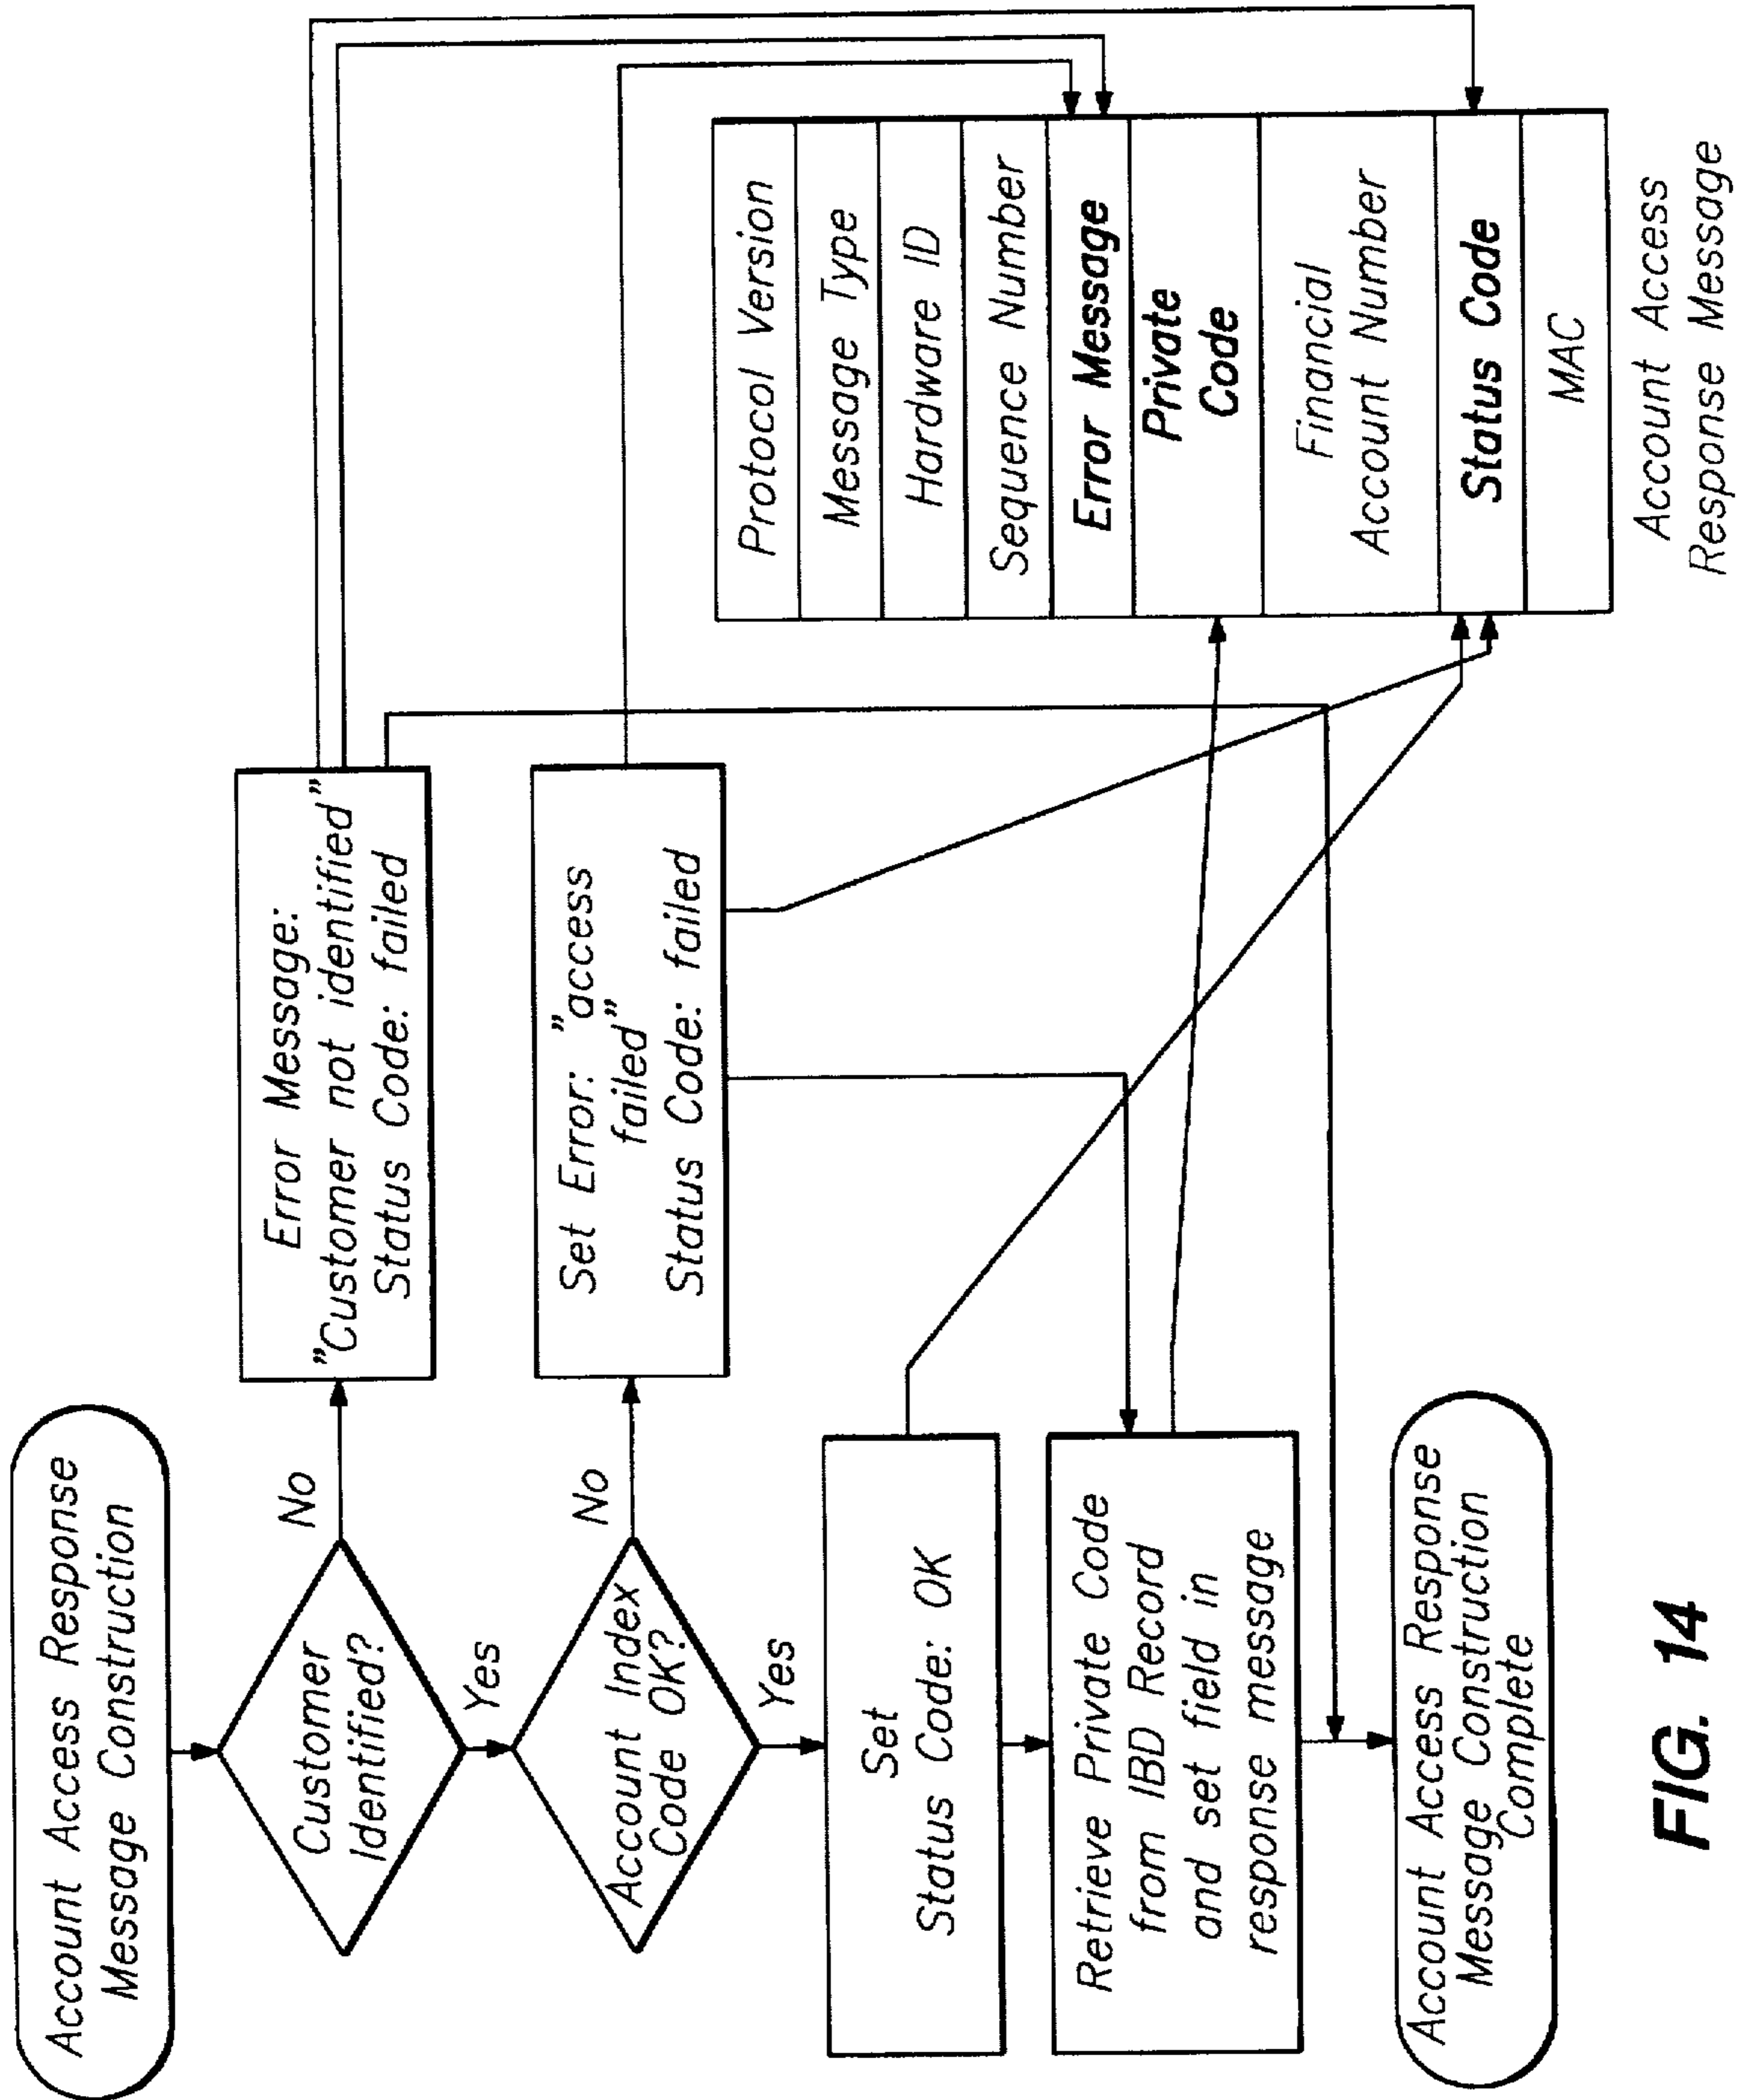 Account Access Response
Message Construction
Customer
Identified?
No
Error Message:
"Customer not identified"
Status Code: failed
Yes
Account Index
Code OK?
No
Set Error: "access
failed"
Status Code: failed
Yes
Set
Status Code: OK
Retrieve Private Code
from IBD Record
and set field in
response message
Account Access Response
Message Construction
Complete
Protocol Version
Message Type
Hardware ID
Sequence Number
Error Message
Private
Code
Financial
Account Number
Status Code
MAC
Account Access
Response Message
FIG. 14